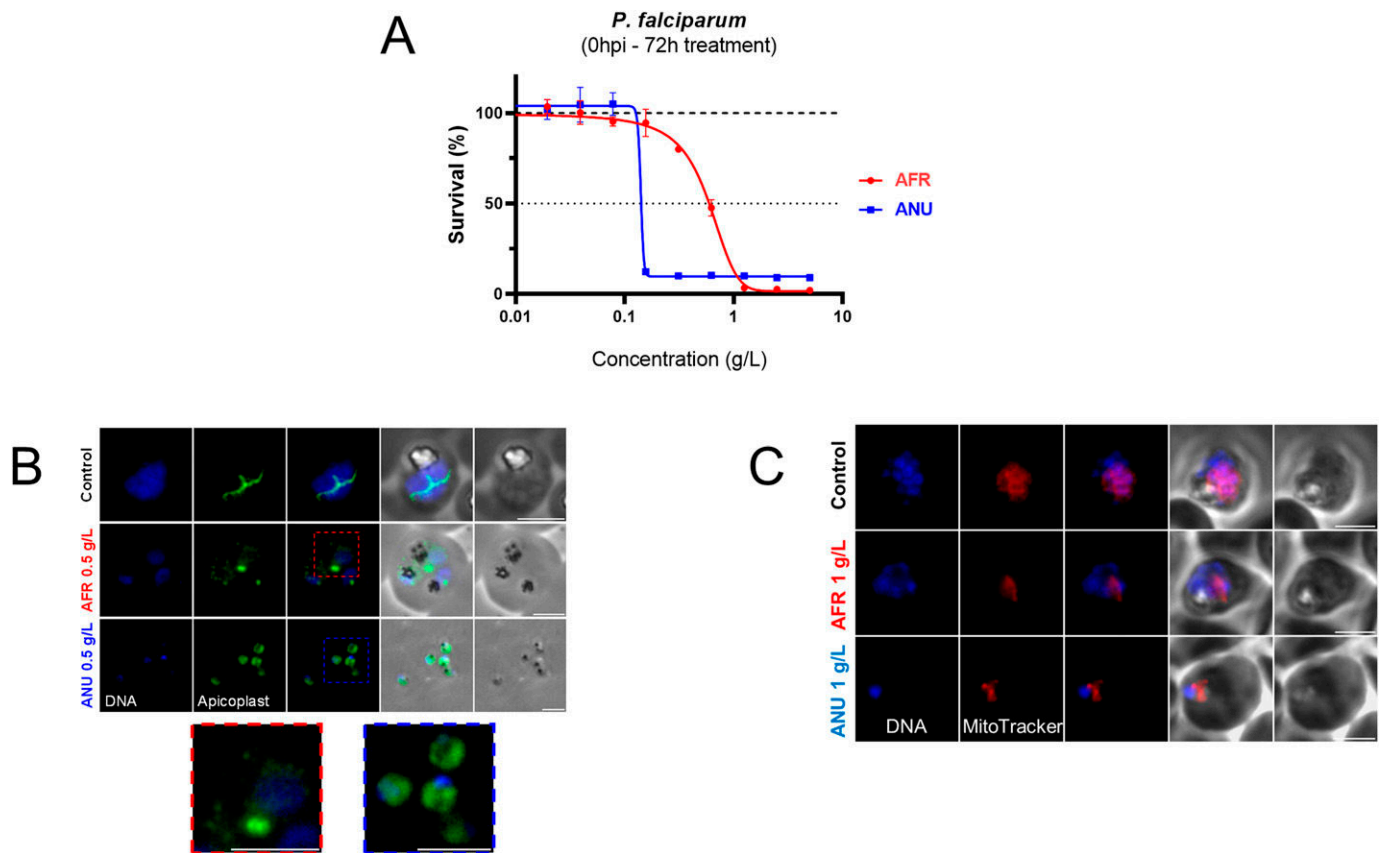 A
P. falciparum
(0hpi - 72h treatment)
Survival (%)
100
50
0
0.01
0.1
1
10
Concentration (g/L)
AFR
ANU
B
Control
AFR 0.5 g/L
ANU 0.5 g/L
DNA
Apicoplast
C
Control
AFR 1 g/L
ANU 1 g/L
DNA
MitoTracker